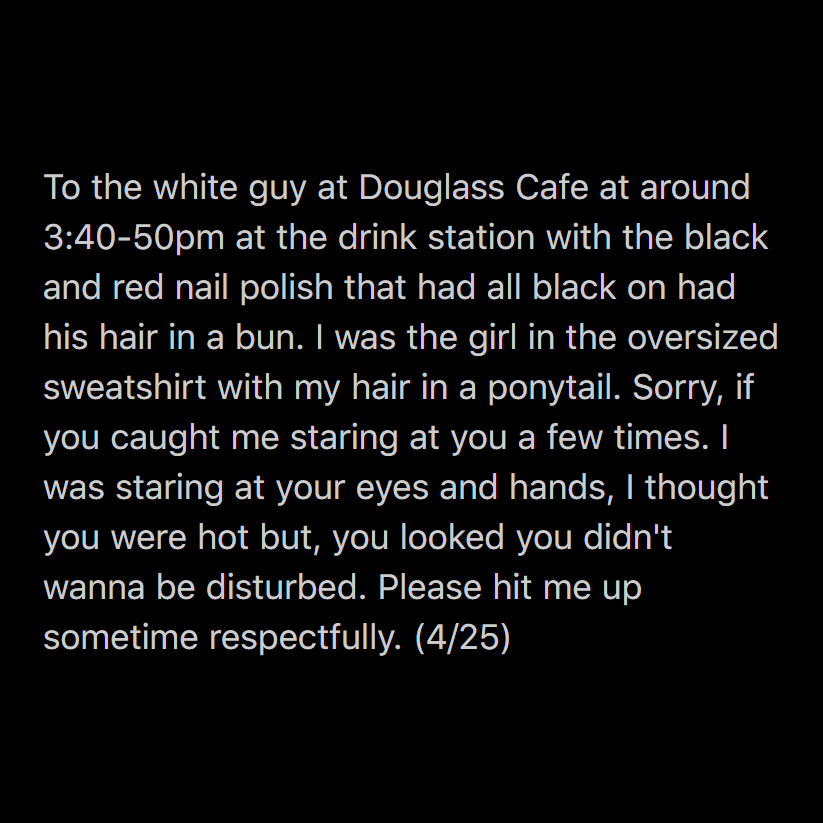 To the white guy at Douglass Cafe at around
3:40-50pm at the drink station with the black
and red nail polish that had all black on had
his hair in a bun. I was the girl in the oversized
sweatshirt with my hair in a ponytail. Sorry, if
you caught me staring at you a few times. I
was staring at your eyes and hands, I thought
you were hot but, you looked you didn't
wanna be disturbed. Please hit me up
sometime respectfully. (4/25)